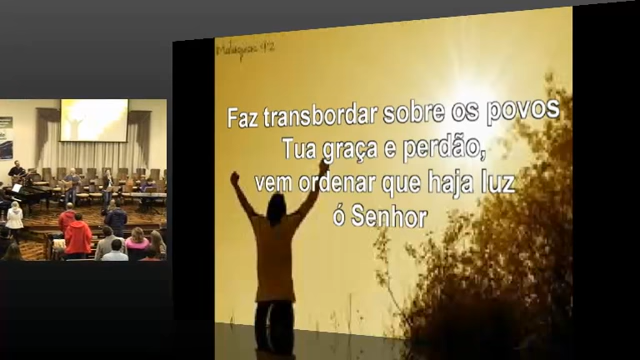 Faz transbordar sobre os povos
Tua graça e perdão,
vem ordenar que haja luz
ó Senhor